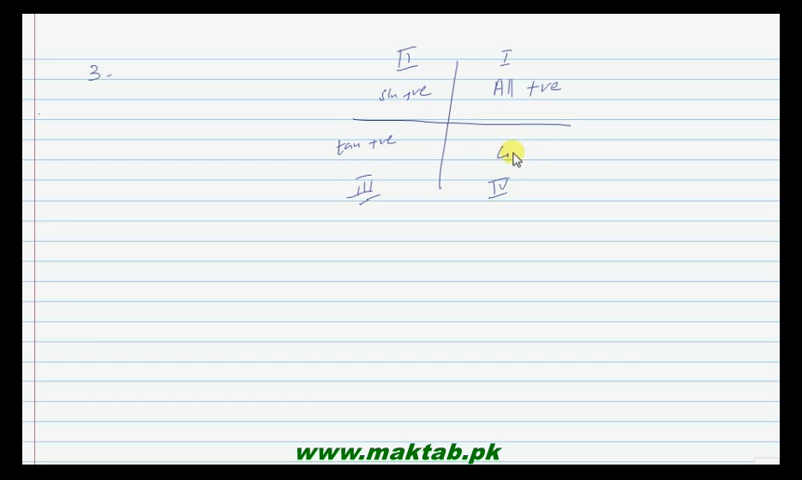 3.
II I
sin +ve All +ve
tan +ve
III IV
www.maktab.pk